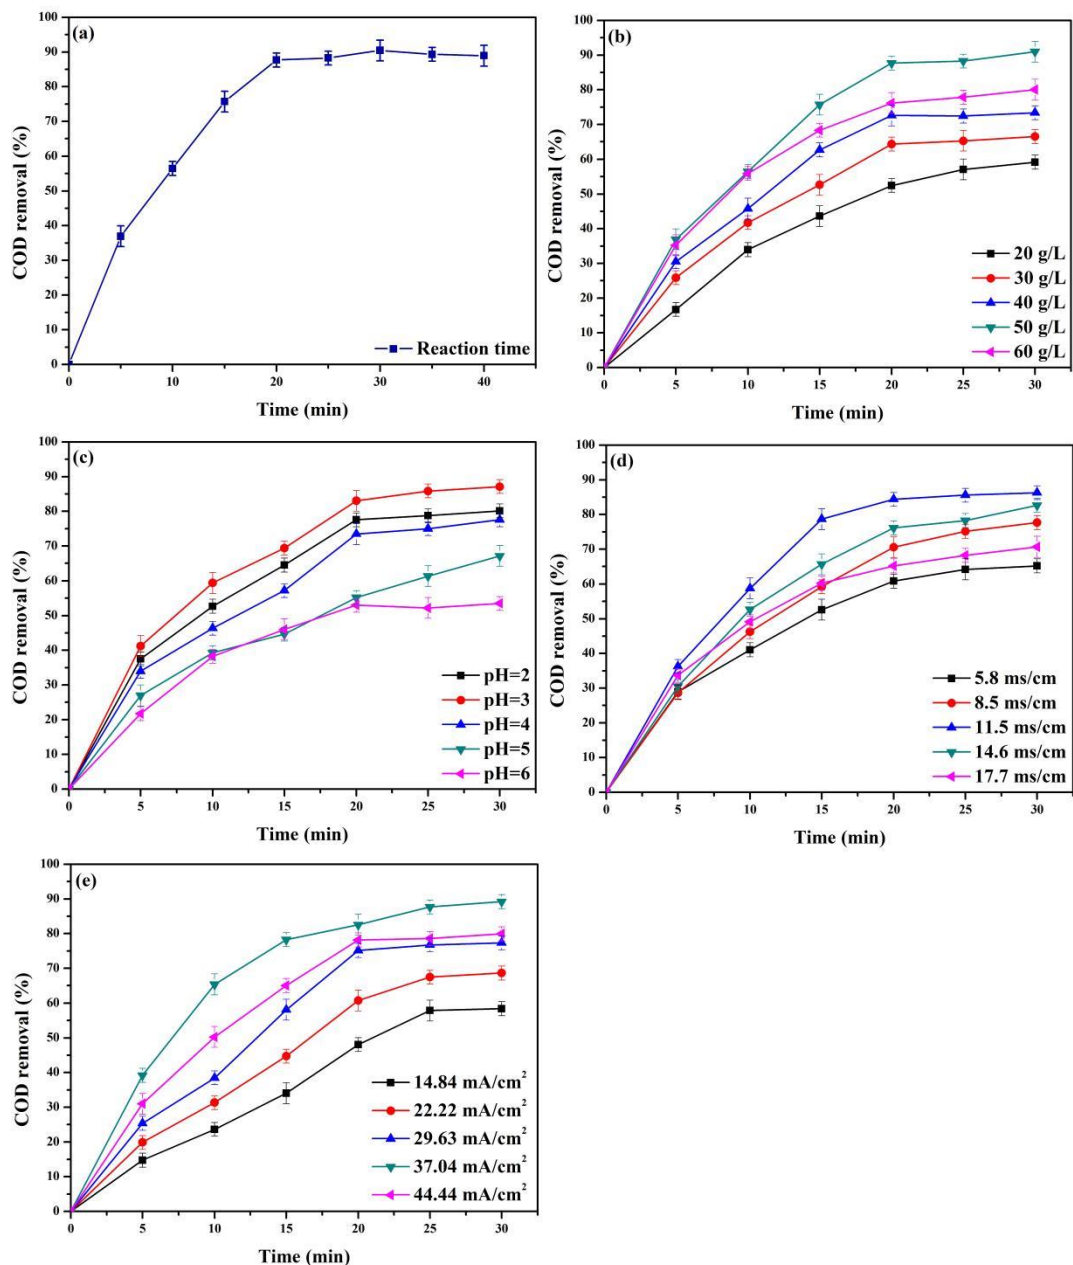 (a)
100
90
80
70
60
50
40
30
20
10
0
COD removal (%)
Reaction time
0 10 20 30 40
Time (min)
(b)
100
90
80
70
60
50
40
30
20
10
0
COD removal (%)
20 g/L
30 g/L
40 g/L
50 g/L
60 g/L
0 5 10 15 20 25 30
Time (min)
(c)
100
90
80
70
60
50
40
30
20
10
0
COD removal (%)
pH=2
pH=3
pH=4
pH=5
pH=6
0 5 10 15 20 25 30
Time (min)
(d)
100
90
80
70
60
50
40
30
20
10
0
COD removal (%)
5.8 ms/cm
8.5 ms/cm
11.5 ms/cm
14.6 ms/cm
17.7 ms/cm
0 5 10 15 20 25 30
Time (min)
(e)
100
90
80
70
60
50
40
30
20
10
0
COD removal (%)
14.84 mA/cm²
22.22 mA/cm²
29.63 mA/cm²
37.04 mA/cm²
44.44 mA/cm²
0 5 10 15 20 25 30
Time (min)